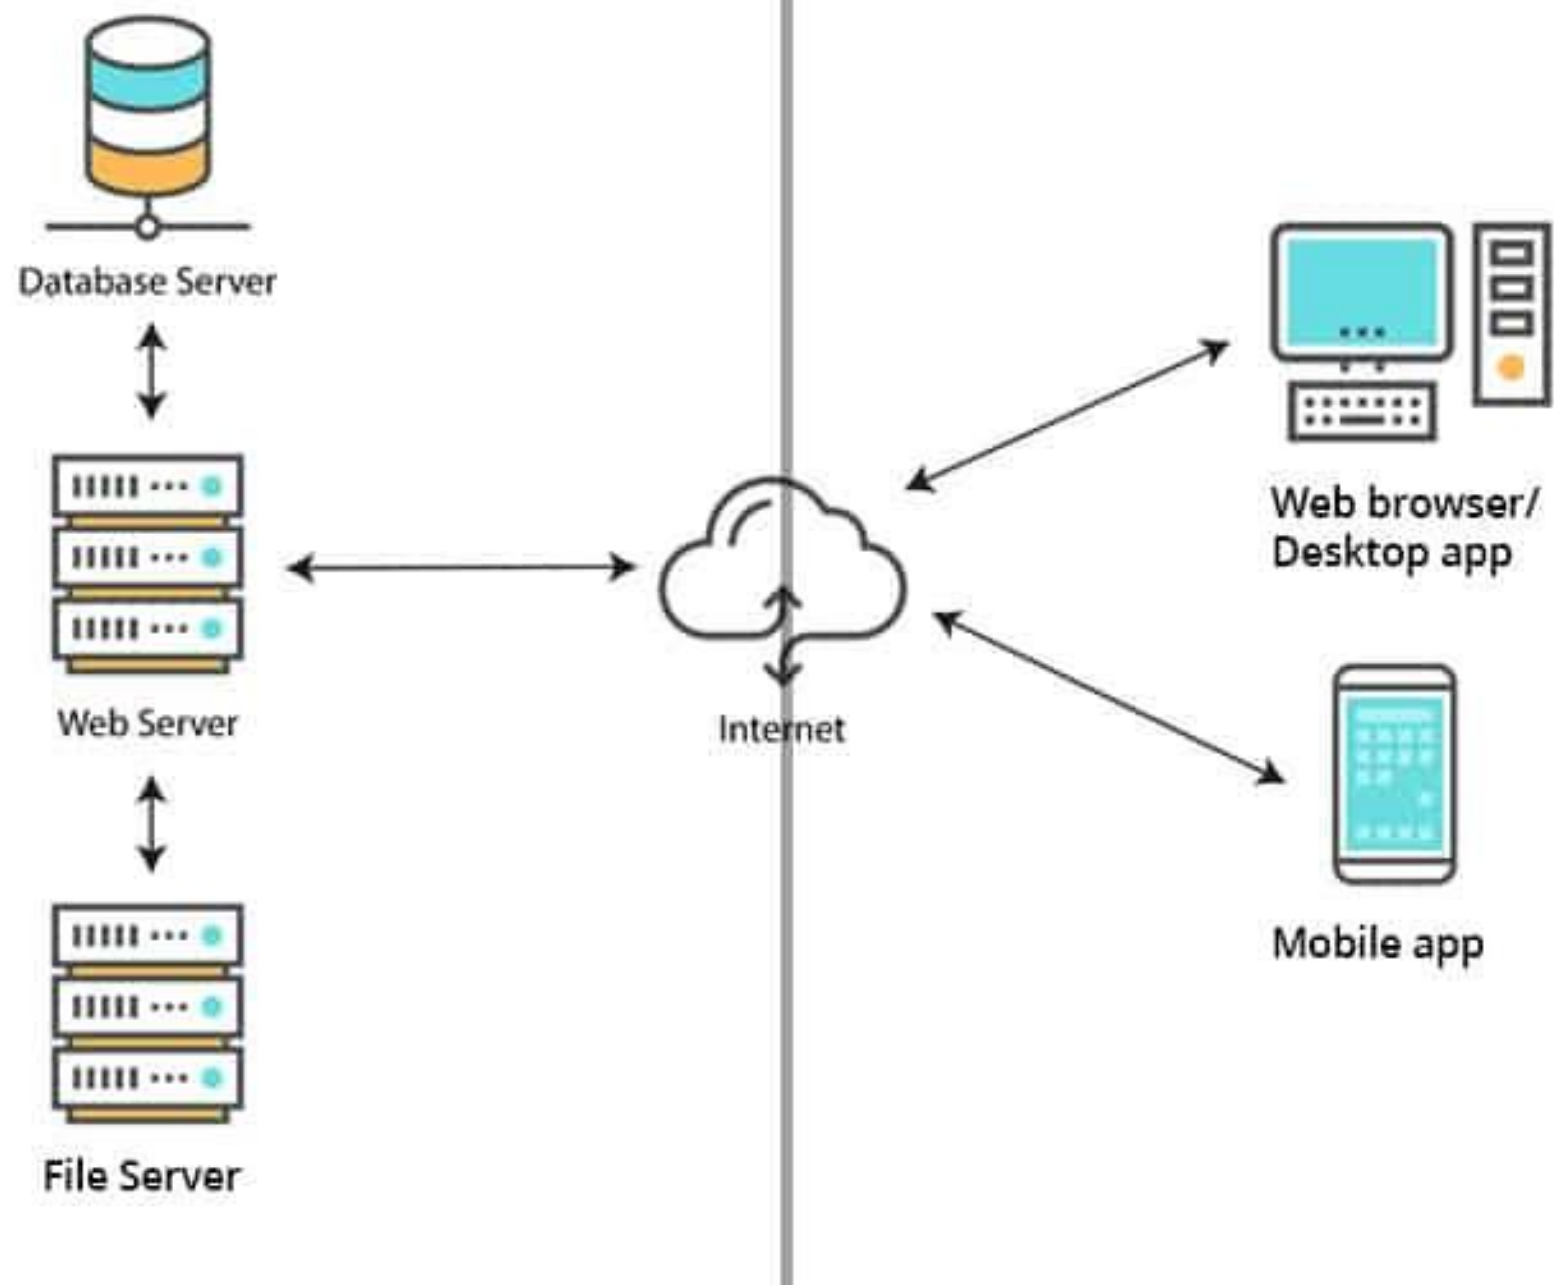 Database Server
Web Server
File Server
Internet
Web browser/
Desktop app
Mobile app